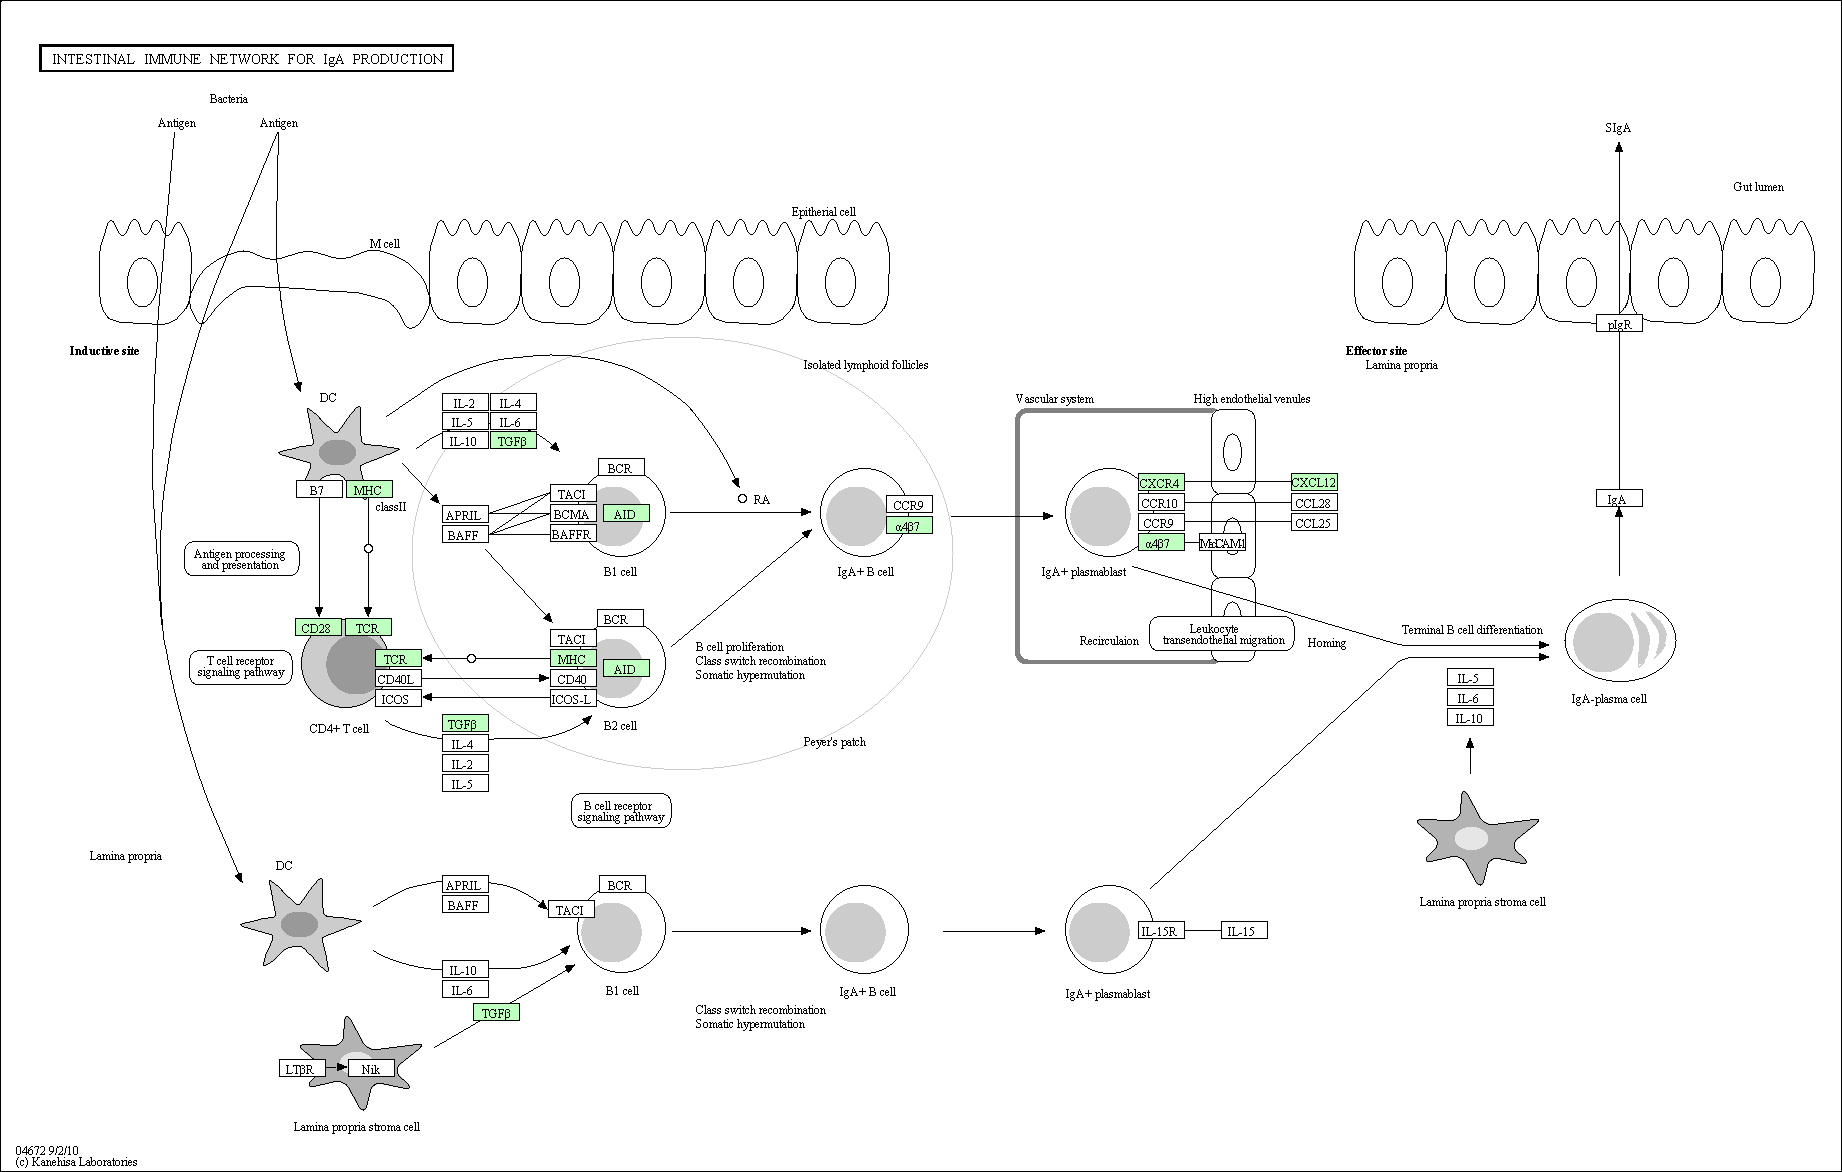 INTESTINAL IMMUNE NETWORK FOR IgA PRODUCTION
Bacteria
Antigen
Antigen
SIgA
Gut lumen
Epitherial cell
M cell
pIgR
Inductive site
Effector site
Lamina propria
Isolated lymphoid follicles
DC
Vascular system
High endothelial venules
IL-2
IL-4
IL-5
IL-6
IL-10
TGFβ
BCR
B7
MHC
classII
RA
TACI
APRIL
BCMA
AID
BAFF
BAFFR
CCR9
α4β7
CXCR4
CXCL12
CCR10
CCL28
CCR9
CCL25
α4β7
MAdCAM1
IgA
B1 cell
IgA+ B cell
IgA+ plasmablast
Antigen processing
and presentation
CD28
TCR
BCR
TACI
TCR
MHC
AID
CD40L
CD40
ICOS
ICOS-L
T cell receptor
signaling pathway
B cell proliferation
Class switch recombination
Somatic hypermutation
Recirculaion
Leukocyte
transendothelial migration
Homing
Terminal B cell differentiation
IL-5
IL-6
IL-10
IgA-plasma cell
CD4+ T cell
B2 cell
TGFβ
IL-4
IL-2
IL-5
Peyer's patch
B cell receptor
signaling pathway
Lamina propria
DC
APRIL
BAFF
BCR
TACI
IL-15R
IL-15
Lamina propria stroma cell
IL-10
IL-6
TGFβ
B1 cell
IgA+ B cell
IgA+ plasmablast
Class switch recombination
Somatic hypermutation
LTβR
Nik
Lamina propria stroma cell
04672 9/2/10
(c) Kanehisa Laboratories